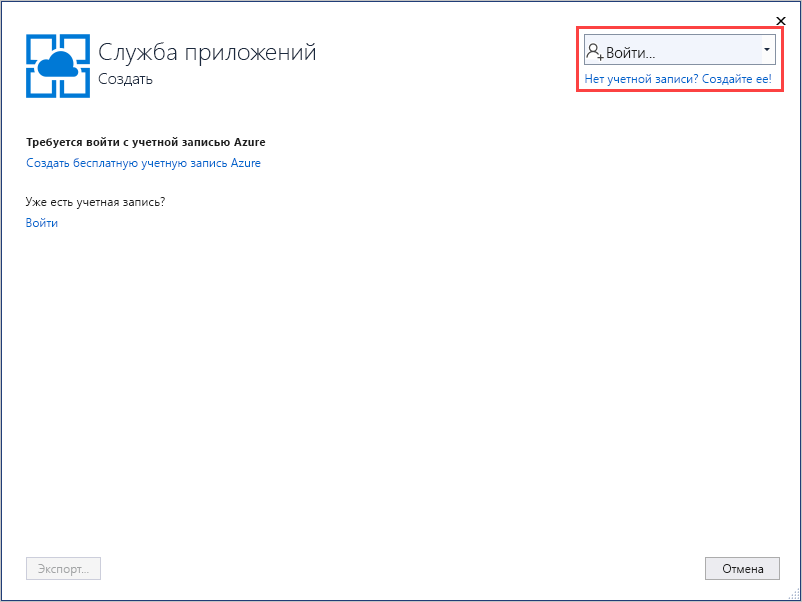 Служба приложений
Создать
Войти...
Нет учетной записи? Создайте ее!
Требуется войти с учетной записью Azure
Создать бесплатную учетную запись Azure
Уже есть учетная запись?
Войти
Экспорт...
Отмена